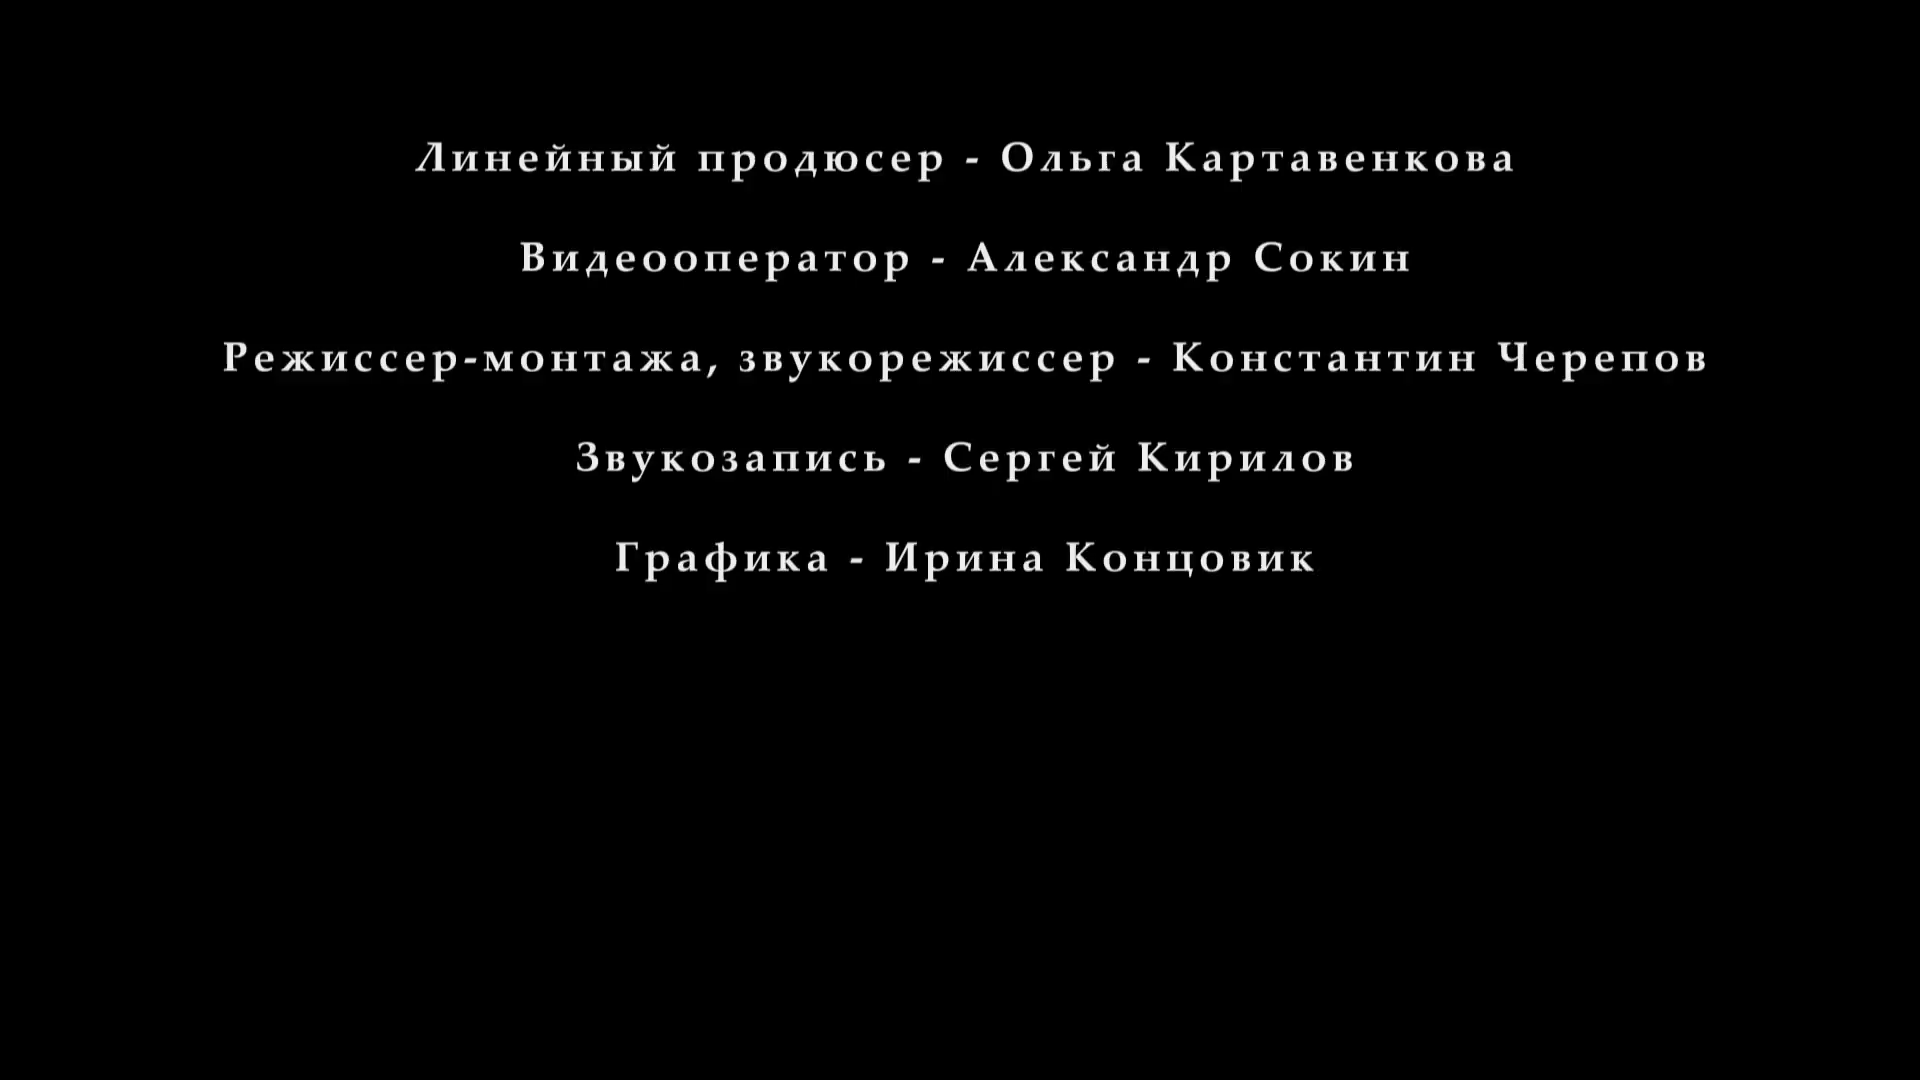 Линейный продюсер - Ольга Картавенкова
Видеооператор - Александр Сокин
Режиссер-монтажа, звукорежиссер - Константин Черепов
Звукозапись - Сергей Кирилов
Графика - Ирина Концовик